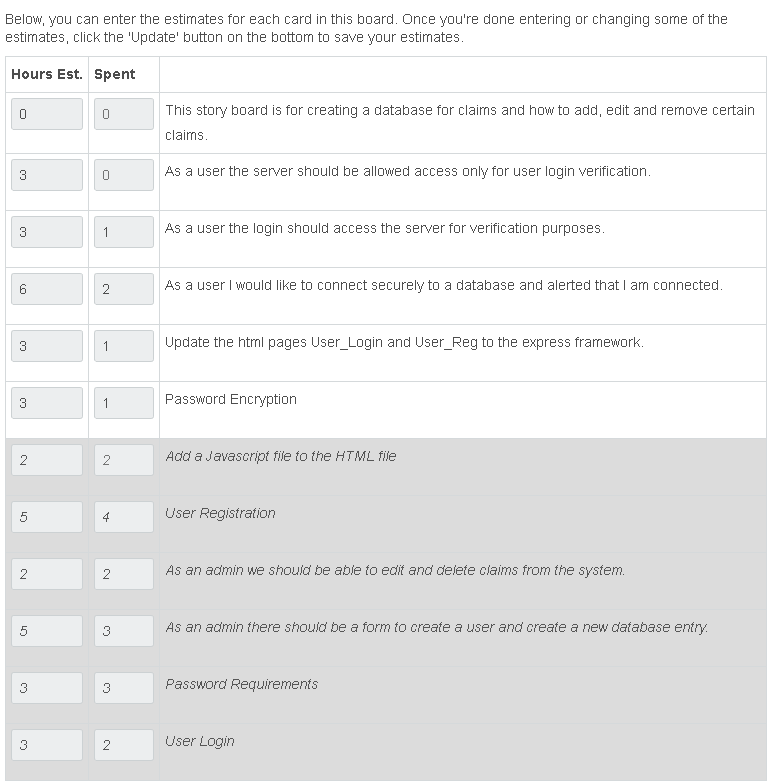 Below, you can enter the estimates for each card in this board. Once you're done entering or changing some of the
estimates, click the 'Update' button on the bottom to save your estimates.
Hours Est. Spent
0 0 This story board is for creating a database for claims and how to add, edit and remove certain
claims.
3 0 As a user the server should be allowed access only for user login verification.
3 1 As a user the login should access the server for verification purposes.
6 2 As a user I would like to connect securely to a database and alerted that I am connected.
3 1 Update the html pages User_Login and User_Reg to the express framework.
3 1 Password Encryption
2 2 Add a Javascript file to the HTML file
5 4 User Registration
2 2 As an admin we should be able to edit and delete claims from the system.
5 3 As an admin there should be a form to create a user and create a new database entry.
3 3 Password Requirements
3 2 User Login